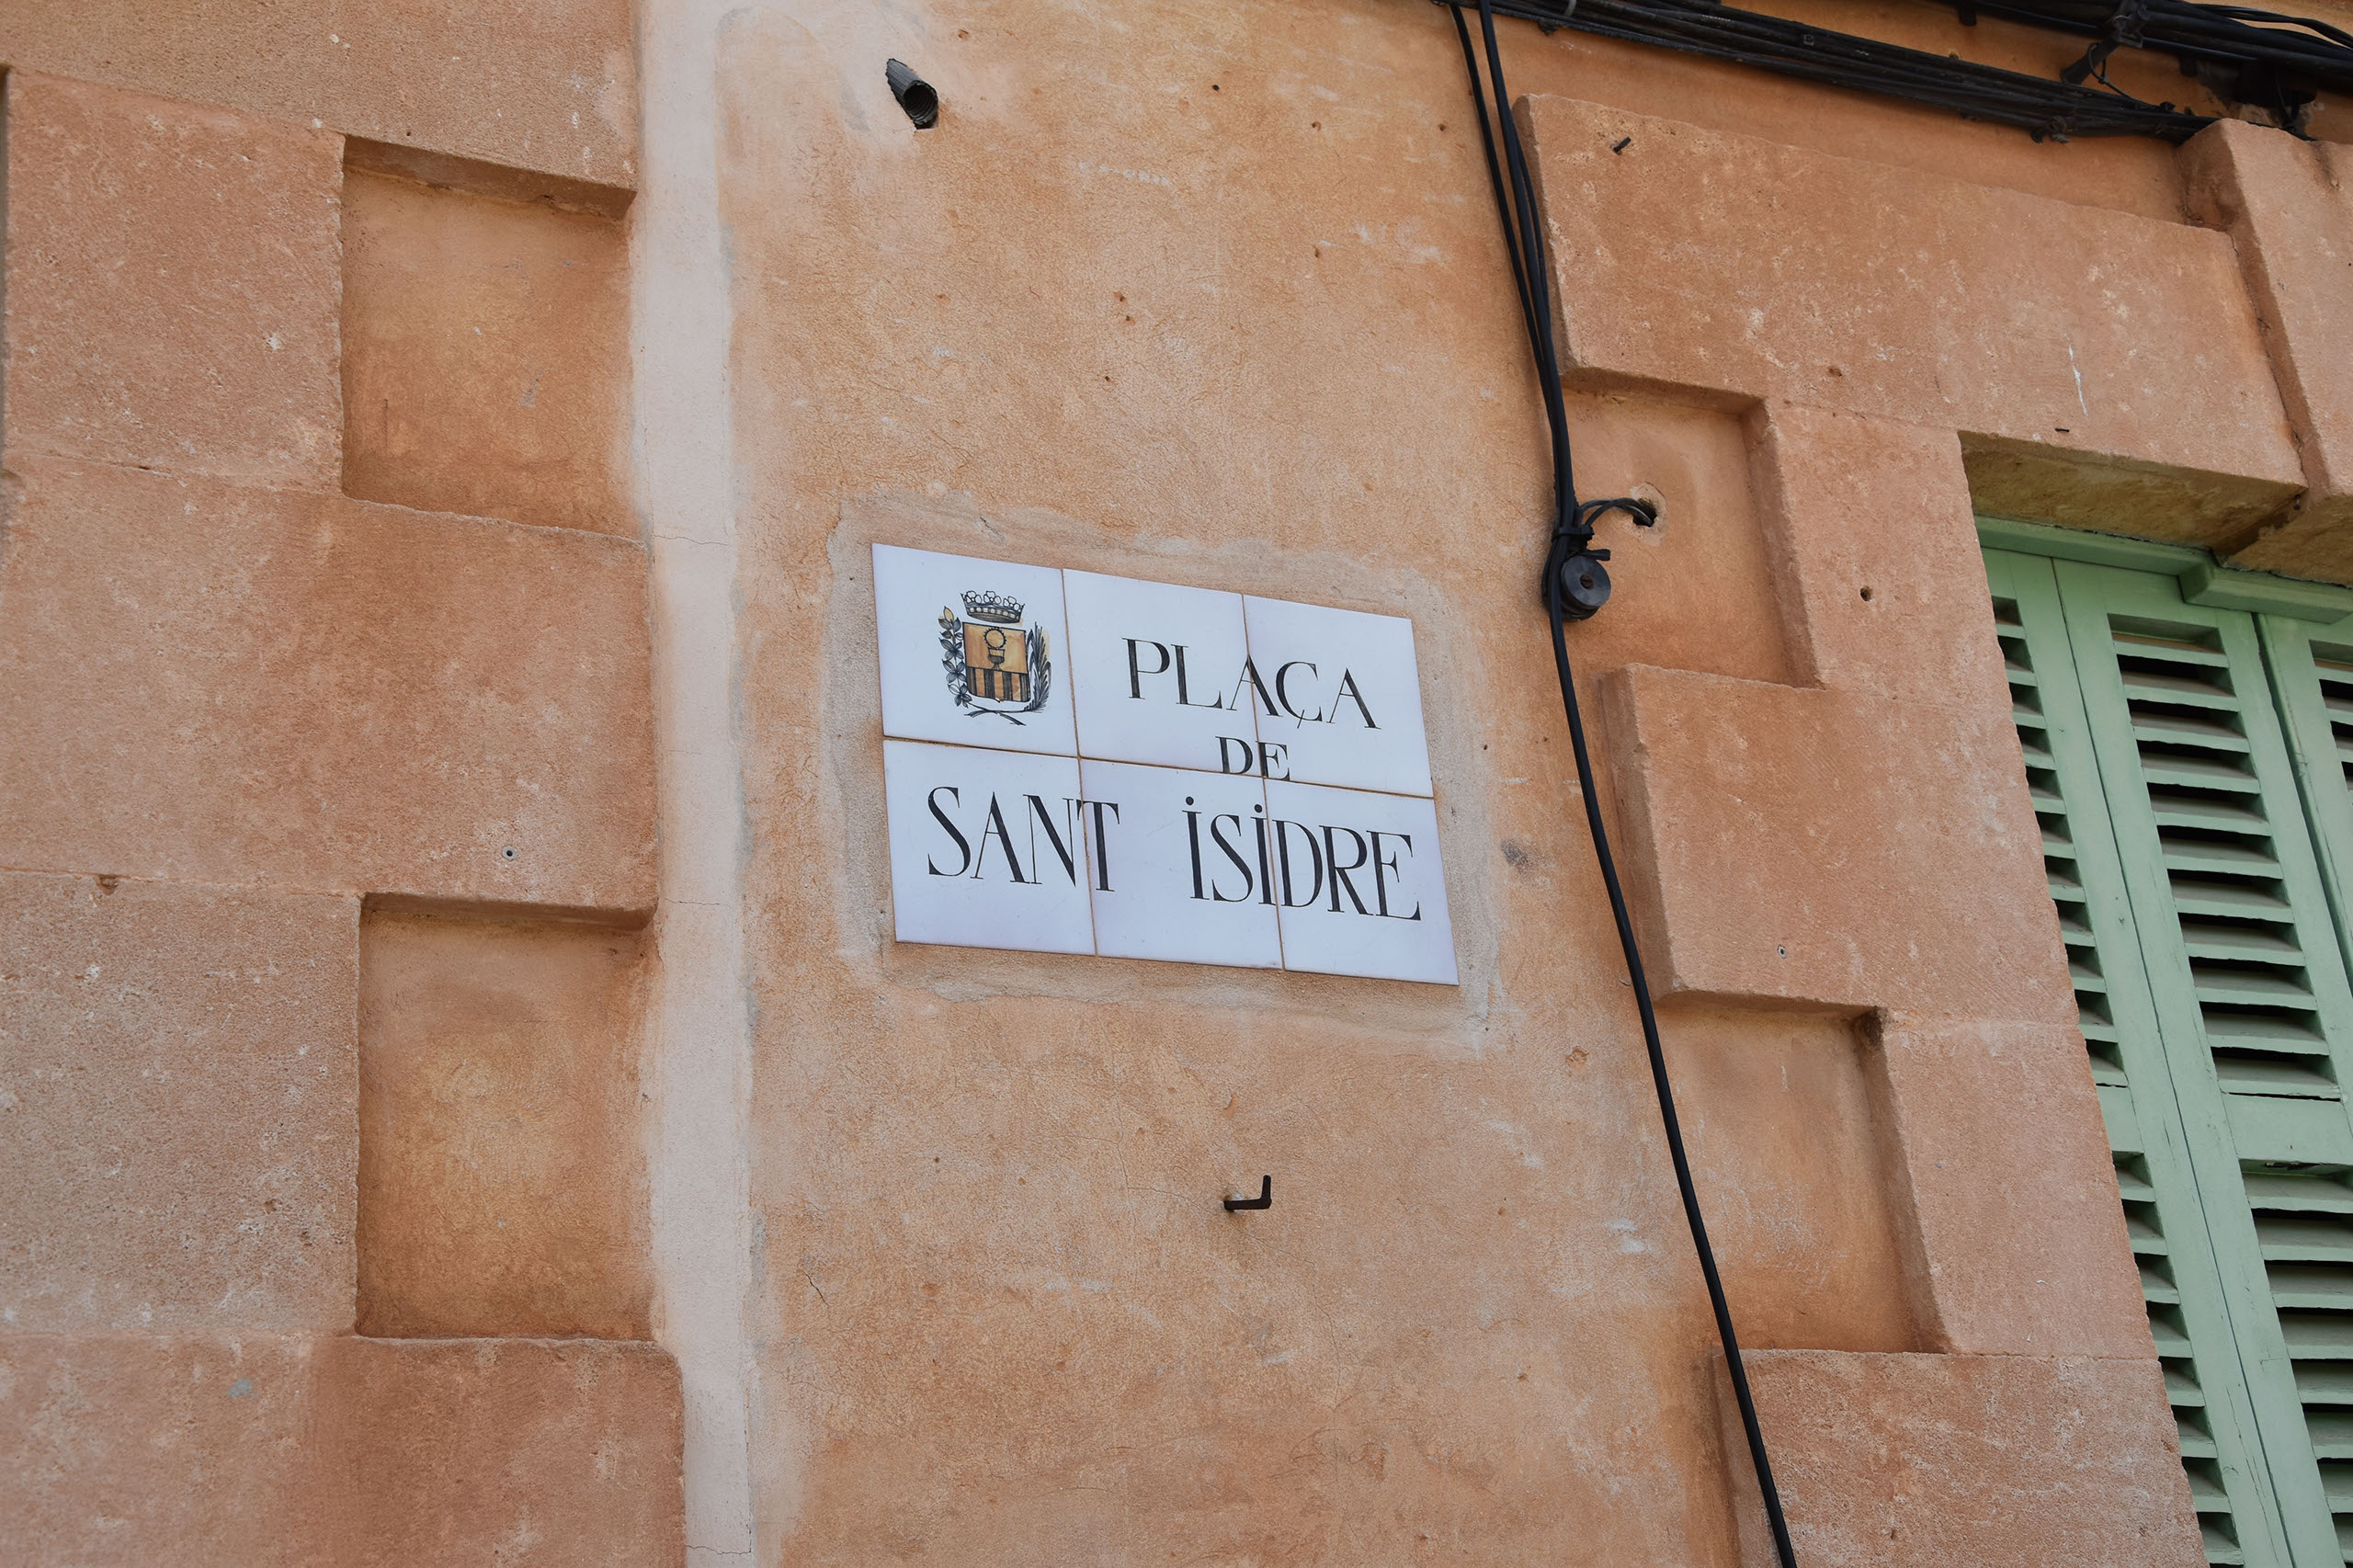 PLAÇA
DE
SANT iSiDRE